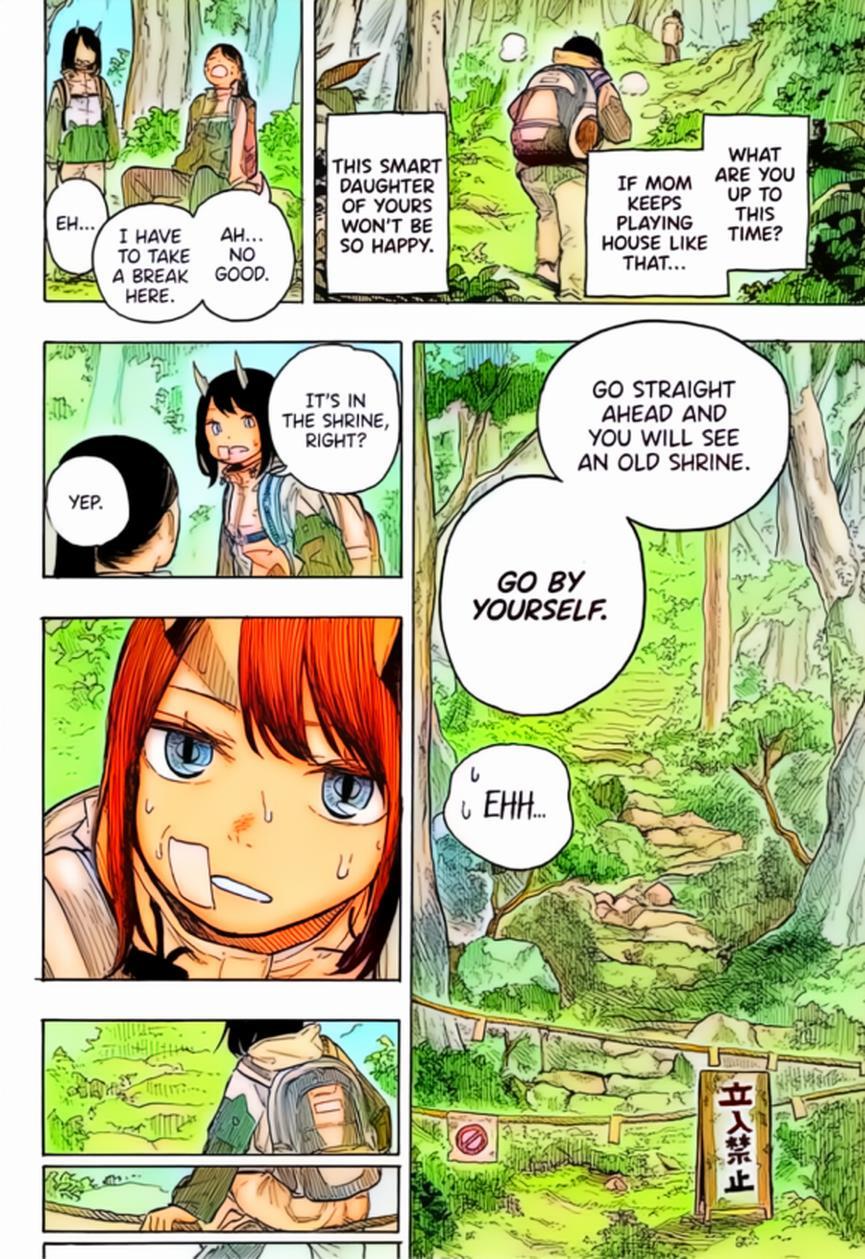 WHAT
ARE YOU
UP TO
THIS
TIME?
IF MOM
KEEPS
PLAYING
HOUSE LIKE
THAT...
THIS SMART
DAUGHTER
OF YOURS
WON'T BE
SO HAPPY.
AH...
NO
GOOD.
I HAVE
TO TAKE
A BREAK
HERE.
EH...
GO STRAIGHT
AHEAD AND
YOU WILL SEE
AN OLD SHRINE.
GO BY
YOURSELF.
EHH...
立入禁止
IT'S IN
THE SHRINE,
RIGHT?
YEP.